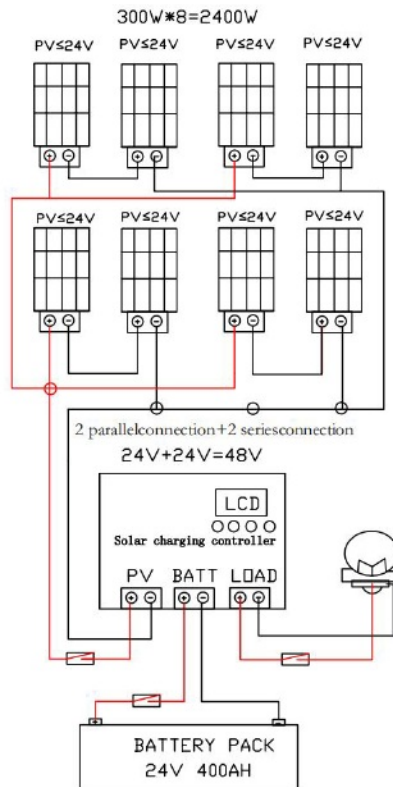 300W*8=2400W
PV≤24V PV≤24V PV≤24V PV≤24V
PV≤24V PV≤24V PV≤24V PV≤24V
2 parallelconnection+2 seriesconnection
24V+24V=48V
LCD
Solar charging controller
PV BATT LOAD
BATTERY PACK
24V 400AH